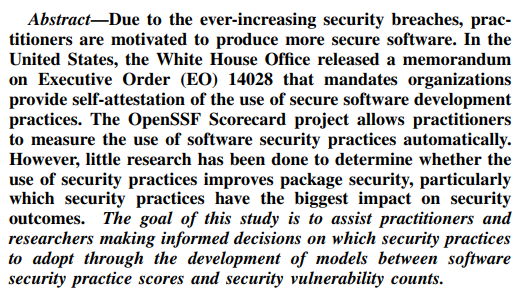 Abstract—Due to the ever-increasing security breaches, prac-
titioners are motivated to produce more secure software. In the
United States, the White House Office released a memorandum
on Executive Order (EO) 14028 that mandates organizations
provide self-attestation of the use of secure software development
practices. The OpenSSF Scorecard project allows practitioners
to measure the use of software security practices automatically.
However, little research has been done to determine whether the
use of security practices improves package security, particularly
which security practices have the biggest impact on security
outcomes. The goal of this study is to assist practitioners and
researchers making informed decisions on which security practices
to adopt through the development of models between software
security practice scores and security vulnerability counts.